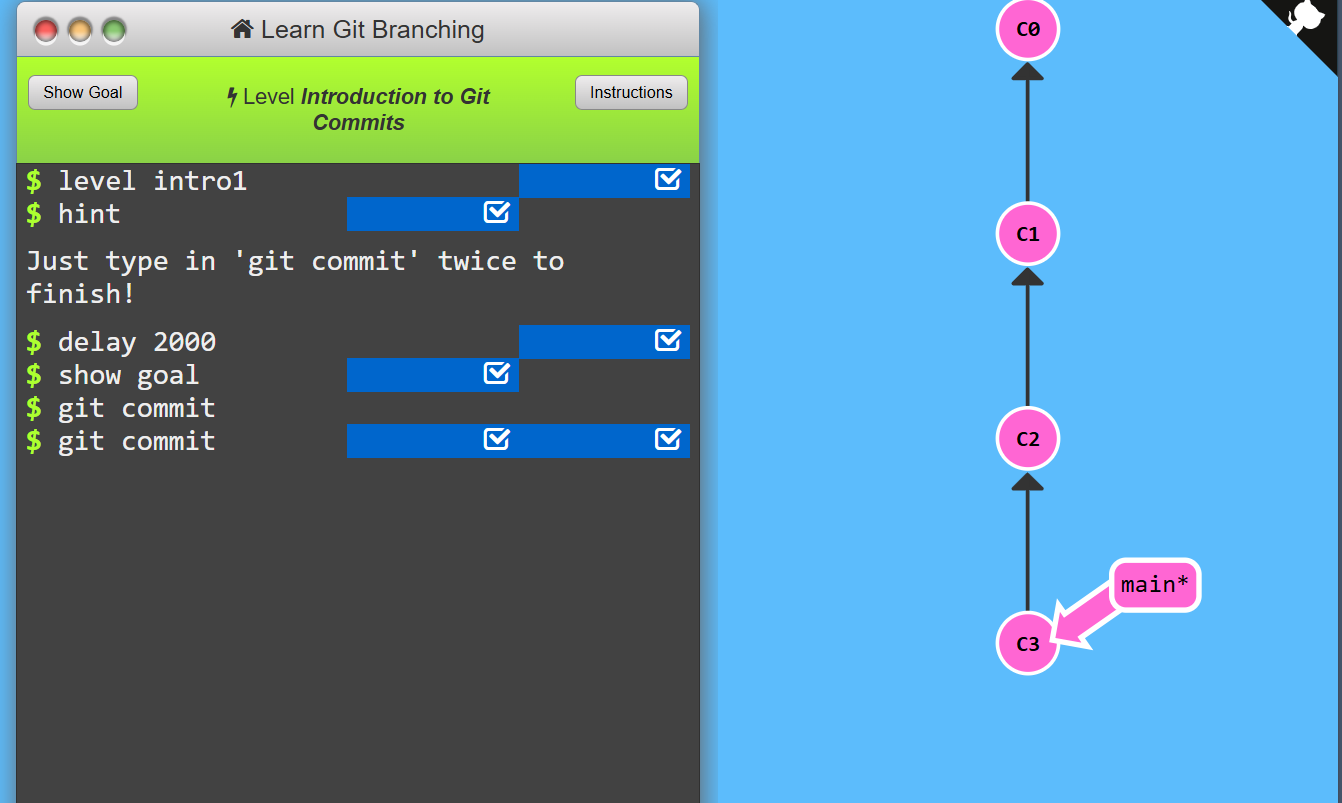 Learn Git Branching
Show Goal
Level Introduction to Git
Commits
Instructions
$ level intro1
$ hint
Just type in 'git commit' twice to
finish!
$ delay 2000
$ show goal
$ git commit
$ git commit
C0
C1
C2
main*
C3